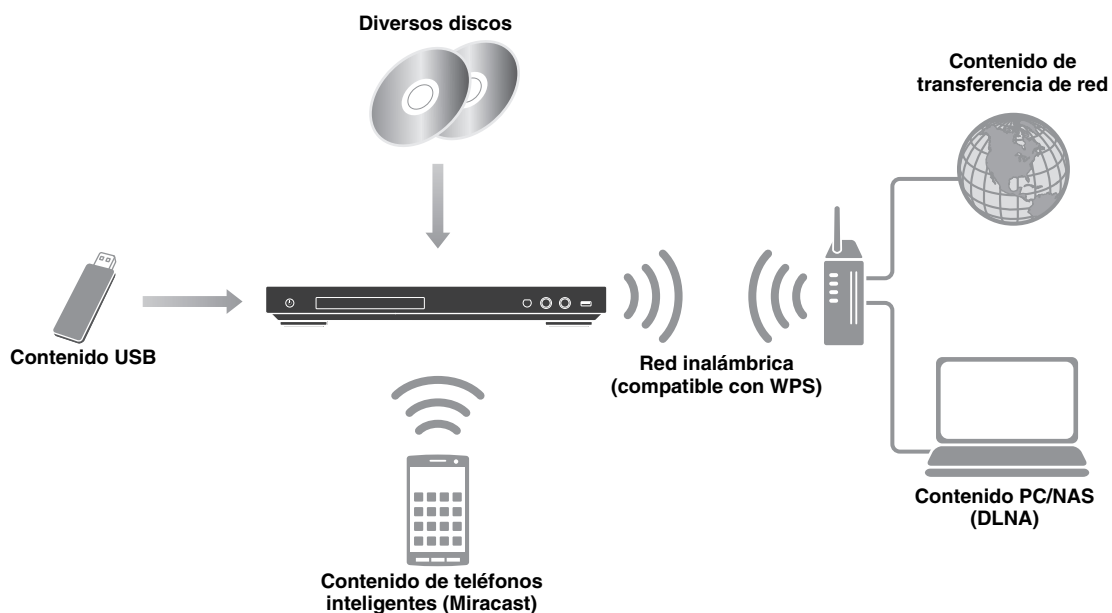 Diversos discos
Contenido de
transferencia de red
Contenido USB
Red inalámbrica
(compatible con WPS)
Contenido PC/NAS
(DLNA)
Contenido de teléfonos
inteligentes (Miracast)